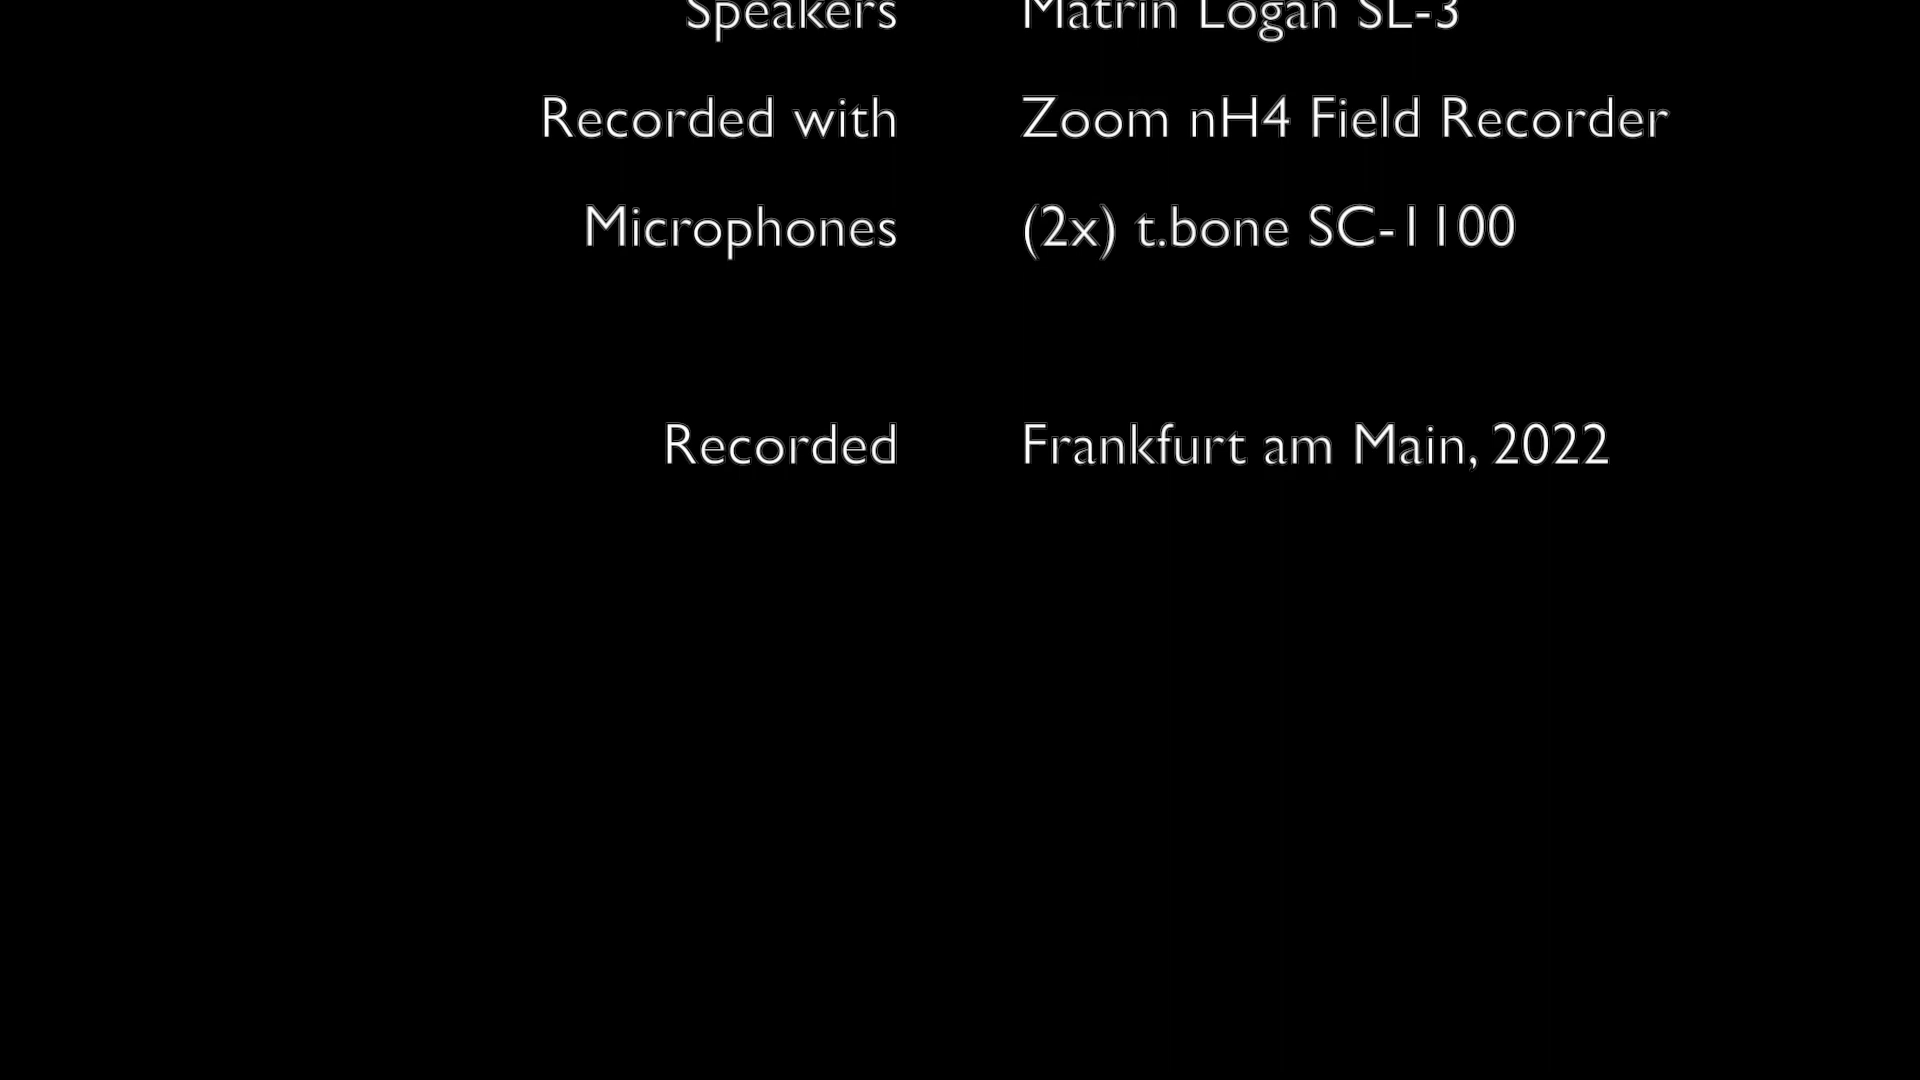 Speakers Matrin Logan SL-3
Recorded with Zoom nH4 Field Recorder
Microphones (2x) t.bone SC-1100
Recorded Frankfurt am Main, 2022